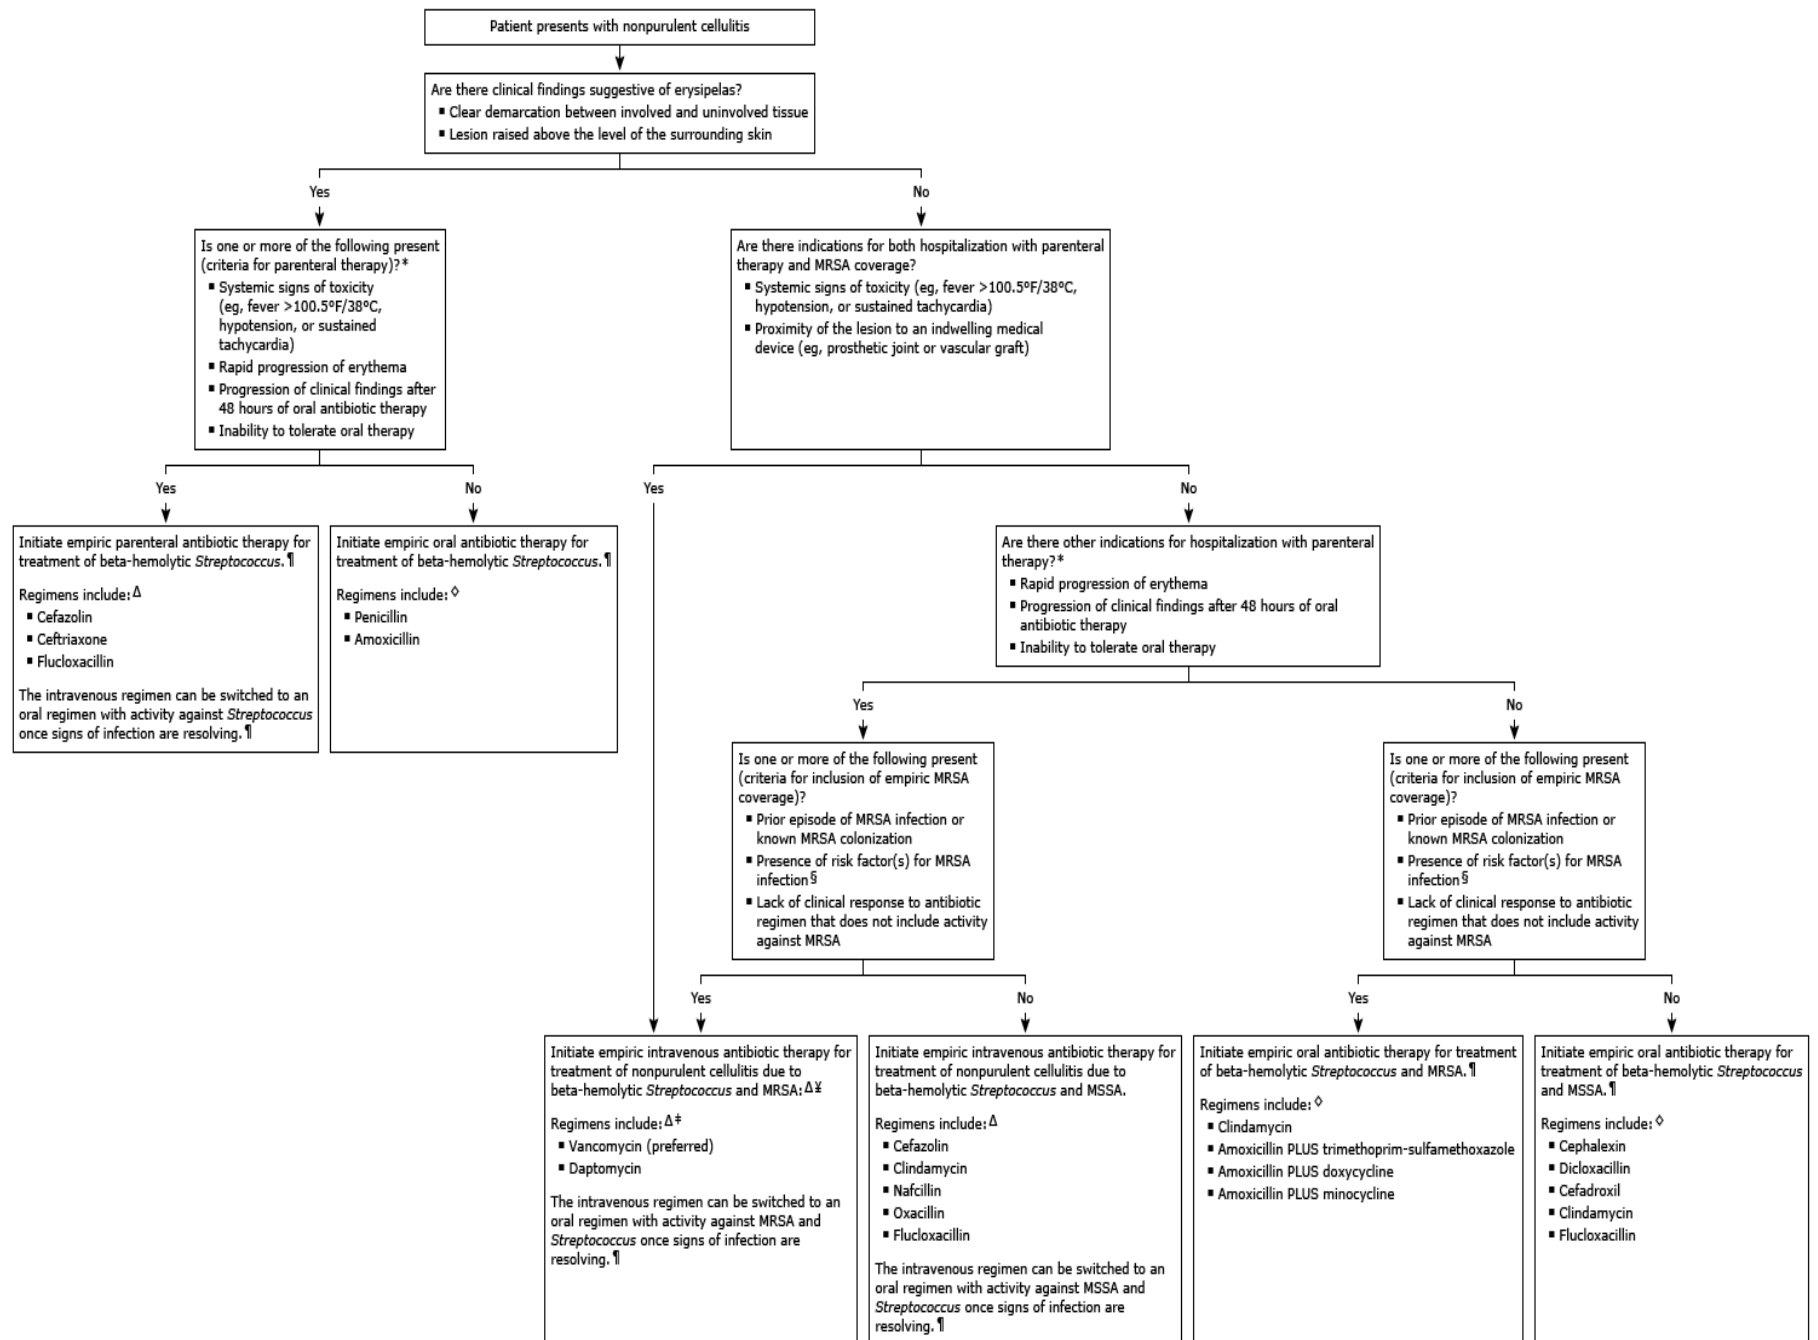 Patient presents with nonpurulent cellulitis
Are there clinical findings suggestive of erysipelas?
▪ Clear demarcation between involved and uninvolved tissue
▪ Lesion raised above the level of the surrounding skin
Yes
No
Is one or more of the following present
(criteria for parenteral therapy)?*
▪ Systemic signs of toxicity
(eg, fever >100.5ºF/38ºC,
hypotension, or sustained
tachycardia)
▪ Rapid progression of erythema
▪ Progression of clinical findings after
48 hours of oral antibiotic therapy
▪ Inability to tolerate oral therapy
Are there indications for both hospitalization with parenteral
therapy and MRSA coverage?
▪ Systemic signs of toxicity (eg, fever >100.5ºF/38ºC,
hypotension, or sustained tachycardia)
▪ Proximity of the lesion to an indwelling medical
device (eg, prosthetic joint or vascular graft)
Yes
No
Yes
No
Initiate empiric parenteral antibiotic therapy for
treatment of beta-hemolytic Streptococcus.¶
Regimens include:Δ
▪ Cefazolin
▪ Ceftriaxone
▪ Flucloxacillin
The intravenous regimen can be switched to an
oral regimen with activity against Streptococcus
once signs of infection are resolving.¶
Initiate empiric oral antibiotic therapy for
treatment of beta-hemolytic Streptococcus.¶
Regimens include:◊
▪ Penicillin
▪ Amoxicillin
Are there other indications for hospitalization with parenteral
therapy?*
▪ Rapid progression of erythema
▪ Progression of clinical findings after 48 hours of oral
antibiotic therapy
▪ Inability to tolerate oral therapy
Yes
No
Is one or more of the following present
(criteria for inclusion of empiric MRSA
coverage)?
▪ Prior episode of MRSA infection or
known MRSA colonization
▪ Presence of risk factor(s) for MRSA
infection§
▪ Lack of clinical response to antibiotic
regimen that does not include activity
against MRSA
Is one or more of the following present
(criteria for inclusion of empiric MRSA
coverage)?
▪ Prior episode of MRSA infection or
known MRSA colonization
▪ Presence of risk factor(s) for MRSA
infection§
▪ Lack of clinical response to antibiotic
regimen that does not include activity
against MRSA
Yes
No
Yes
No
Initiate empiric intravenous antibiotic therapy for
treatment of nonpurulent cellulitis due to
beta-hemolytic Streptococcus and MRSA:Δ¥
Regimens include:Δ‡
▪ Vancomycin (preferred)
▪ Daptomycin
The intravenous regimen can be switched to an
oral regimen with activity against MRSA and
Streptococcus once signs of infection are
resolving.¶
Initiate empiric intravenous antibiotic therapy for
treatment of nonpurulent cellulitis due to
beta-hemolytic Streptococcus and MSSA.
Regimens include:Δ
▪ Cefazolin
▪ Clindamycin
▪ Nafcillin
▪ Oxacillin
▪ Flucloxacillin
The intravenous regimen can be switched to an
oral regimen with activity against MSSA and
Streptococcus once signs of infection are
resolving.¶
Initiate empiric oral antibiotic therapy for treatment
of beta-hemolytic Streptococcus and MRSA.¶
Regimens include:◊
▪ Clindamycin
▪ Amoxicillin PLUS trimethoprim-sulfamethoxazole
▪ Amoxicillin PLUS doxycycline
▪ Amoxicillin PLUS minocycline
Initiate empiric oral antibiotic therapy for
treatment of beta-hemolytic Streptococcus
and MSSA.¶
Regimens include:◊
▪ Cephalexin
▪ Dicloxacillin
▪ Cefadroxil
▪ Clindamycin
▪ Flucloxacillin